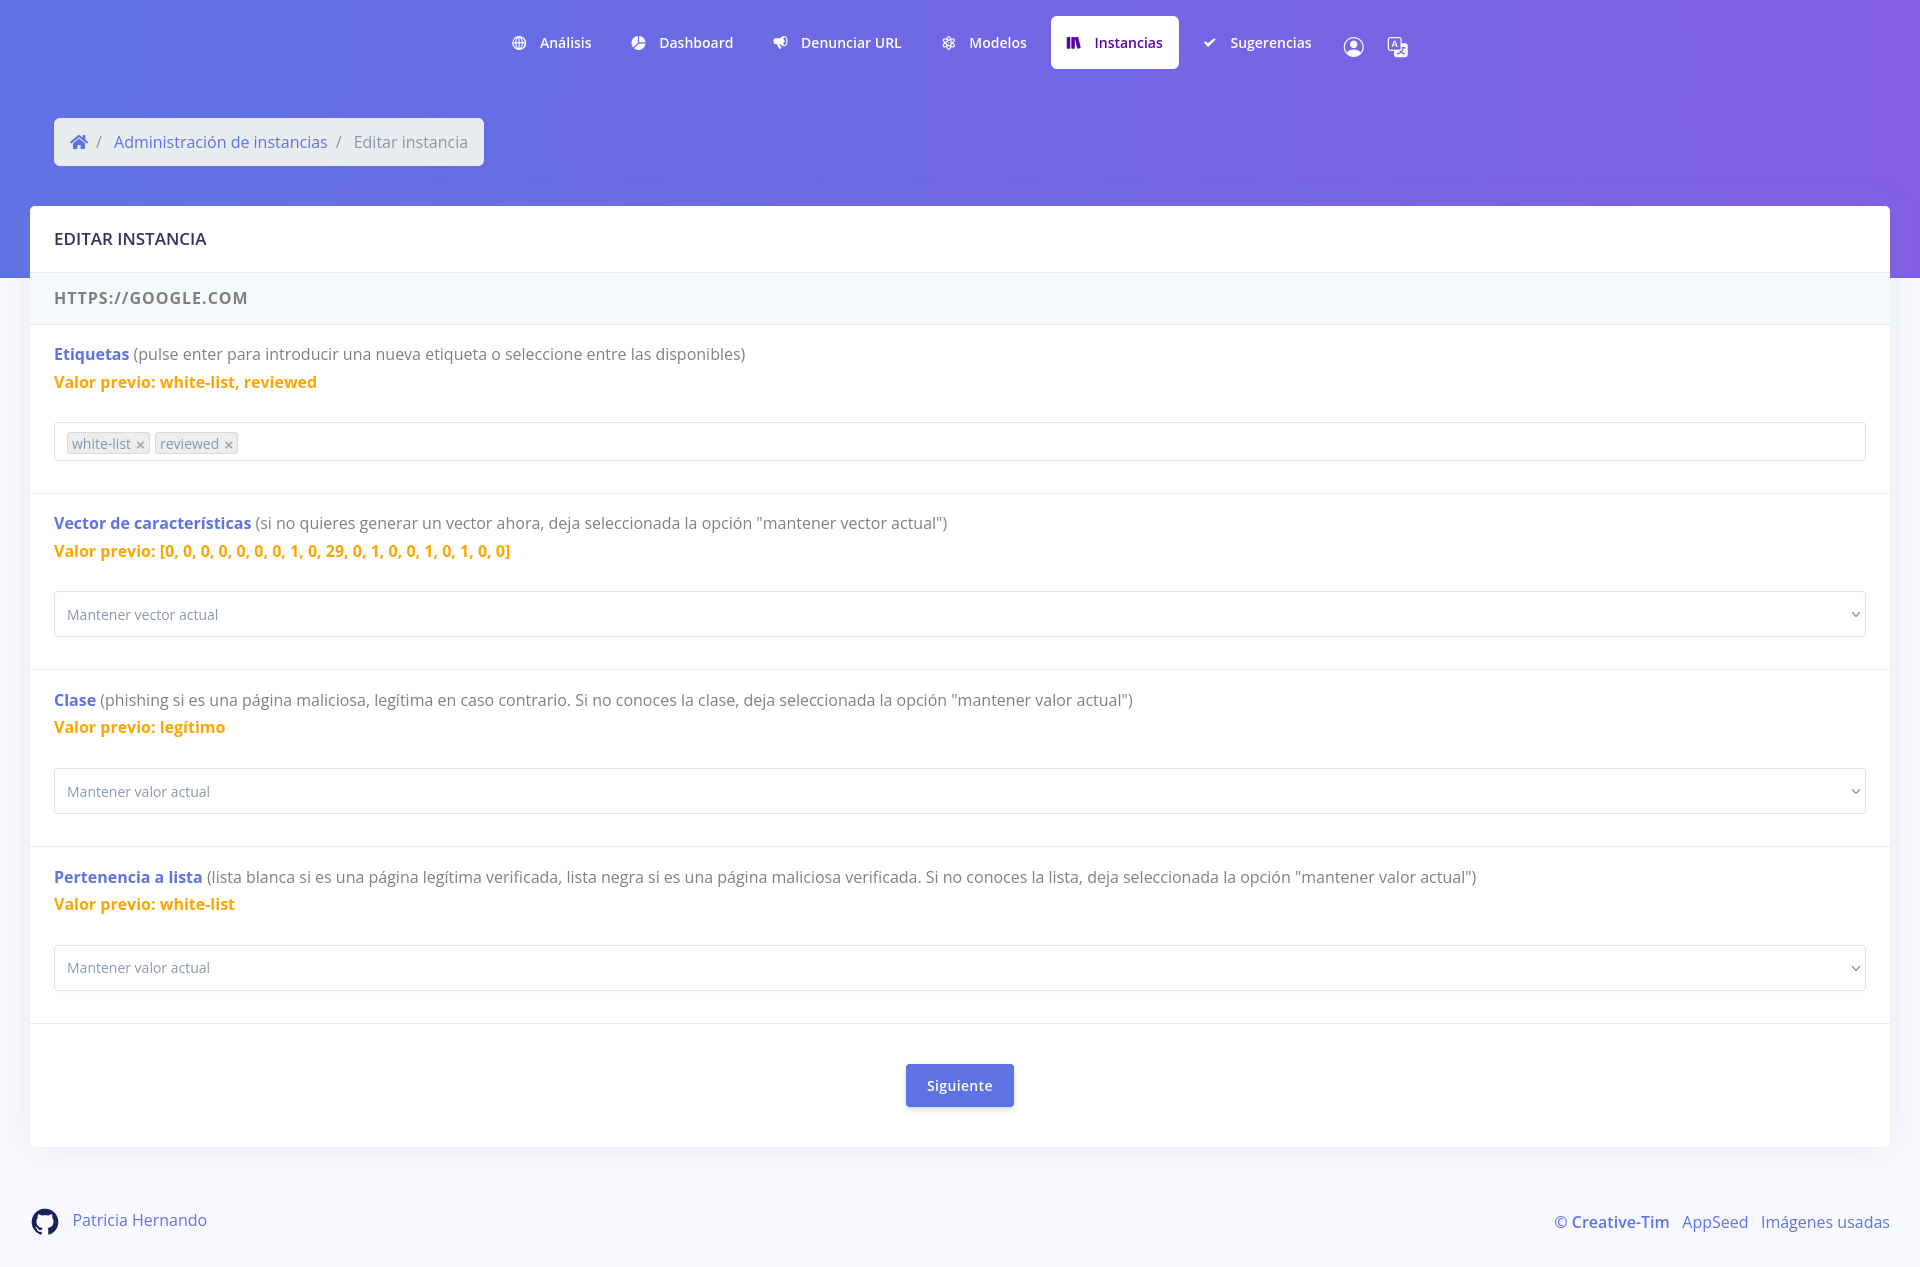 Análisis Dashboard Denunciar URL Modelos Instancias Sugerencias
/ Administración de instancias / Editar instancia
EDITAR INSTANCIA
HTTPS://GOOGLE.COM
Etiquetas (pulse enter para introducir una nueva etiqueta o seleccione entre las disponibles)
Valor previo: white-list, reviewed
white-list × reviewed ×
Vector de características (si no quieres generar un vector ahora, deja seleccionada la opción "mantener vector actual")
Valor previo: [0, 0, 0, 0, 0, 0, 0, 1, 0, 29, 0, 1, 0, 0, 1, 0, 1, 0, 0]
Mantener vector actual
Clase (phishing si es una página maliciosa, legítima en caso contrario. Si no conoces la clase, deja seleccionada la opción "mantener valor actual")
Valor previo: legítimo
Mantener valor actual
Pertenencia a lista (lista blanca si es una página legítima verificada, lista negra si es una página maliciosa verificada. Si no conoces la lista, deja seleccionada la opción "mantener valor actual")
Valor previo: white-list
Mantener valor actual
Siguiente
Patricia Hernando
© Creative-Tim AppSeed Imágenes usadas